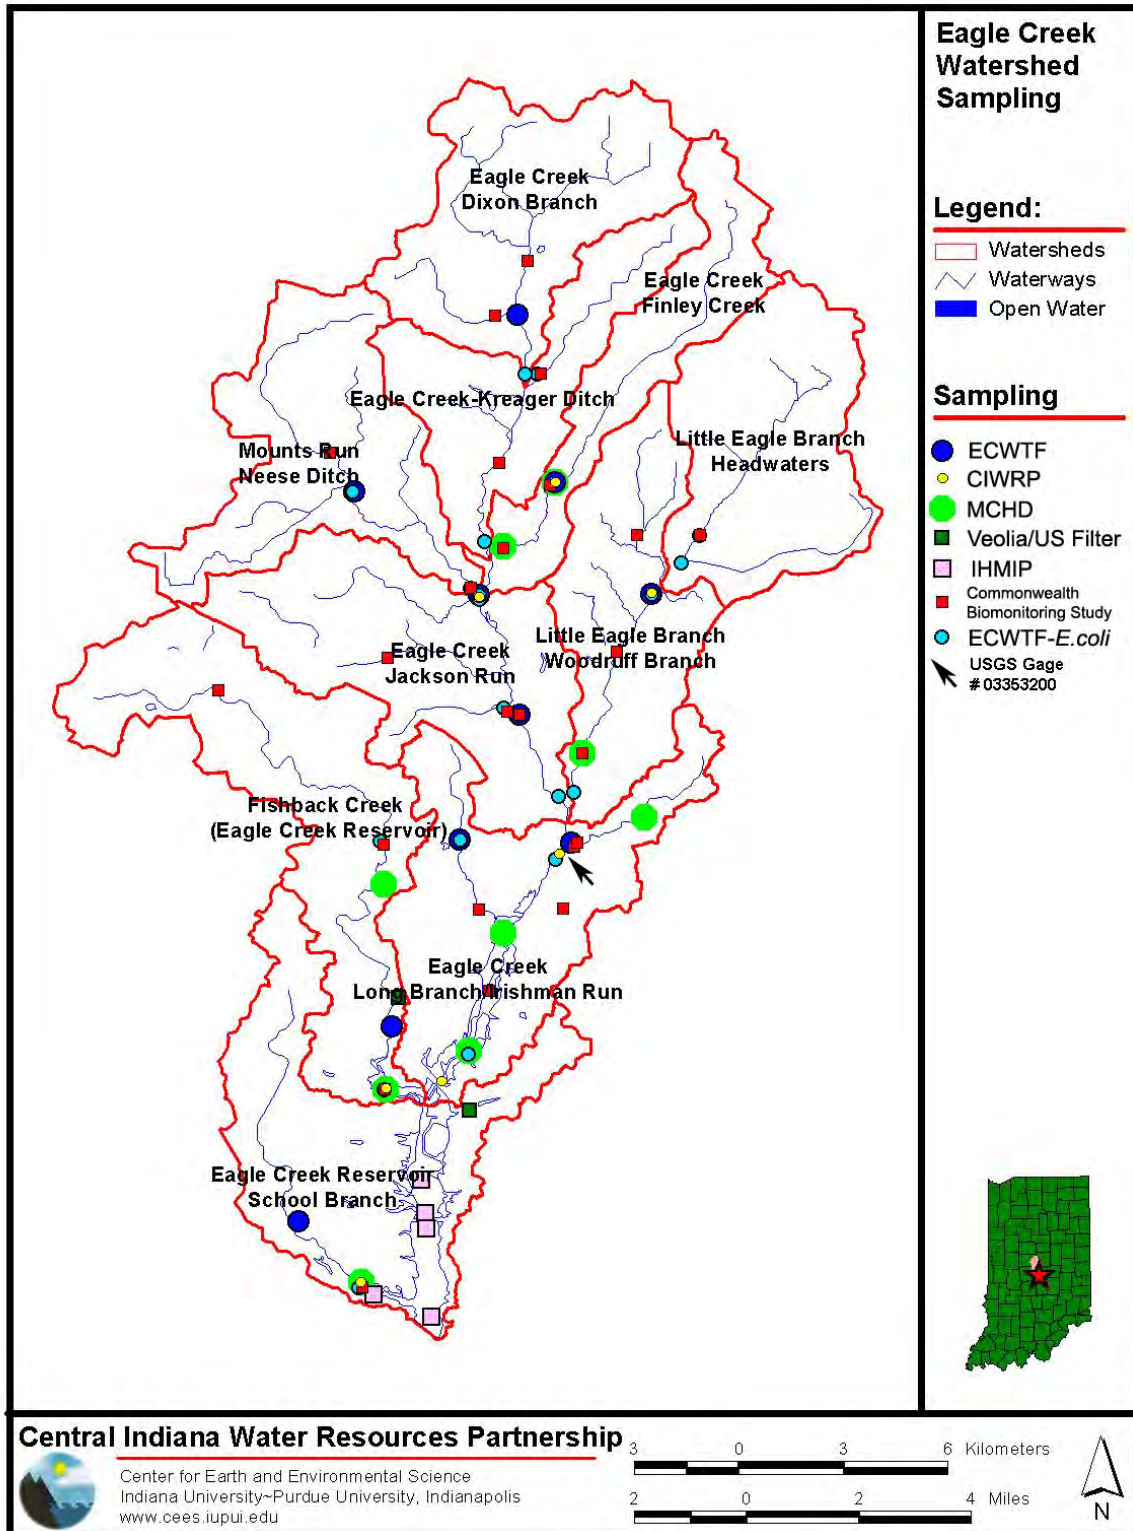 Eagle Creek
Watershed
Sampling
Legend:
Watersheds
Waterways
Open Water
Sampling
ECWTF
CIWRP
MCHD
Veolia/US Filter
IHMIP
Commonwealth
Biomonitoring Study
ECWTF-E.coli
USGS Gage
#03353200
Eagle Creek
Dixon Branch
Eagle Creek
Finley Creek
Eagle Creek-Kreager Ditch
Mounts Run
Neese Ditch
Little Eagle Branch
Headwaters
Little Eagle Branch
Woodruff Branch
Eagle Creek
Jackson Run
Fishback Creek
(Eagle Creek Reservoir)
Eagle Creek
Long Branch/Irishman Run
Eagle Creek Reservoir
School Branch
Central Indiana Water Resources Partnership
Center for Earth and Environmental Science
Indiana University~Purdue University, Indianapolis
www.cees.iupui.edu
3 0 3 6 Kilometers
2 0 2 4 Miles
N